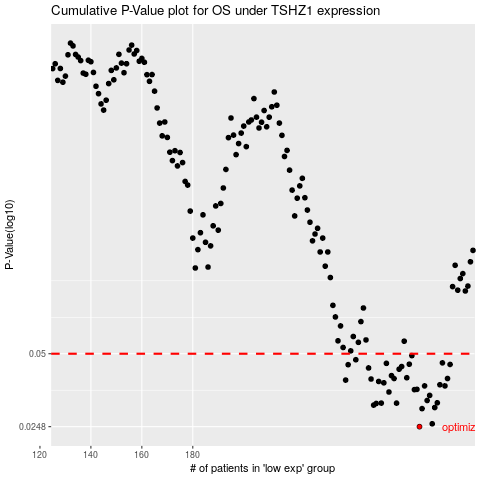 Cumulative P-Value plot for OS under TSHZ1 expression
P-Value(log10)
0.05
0.0248
optimiz
120 140 160 180
# of patients in 'low exp' group